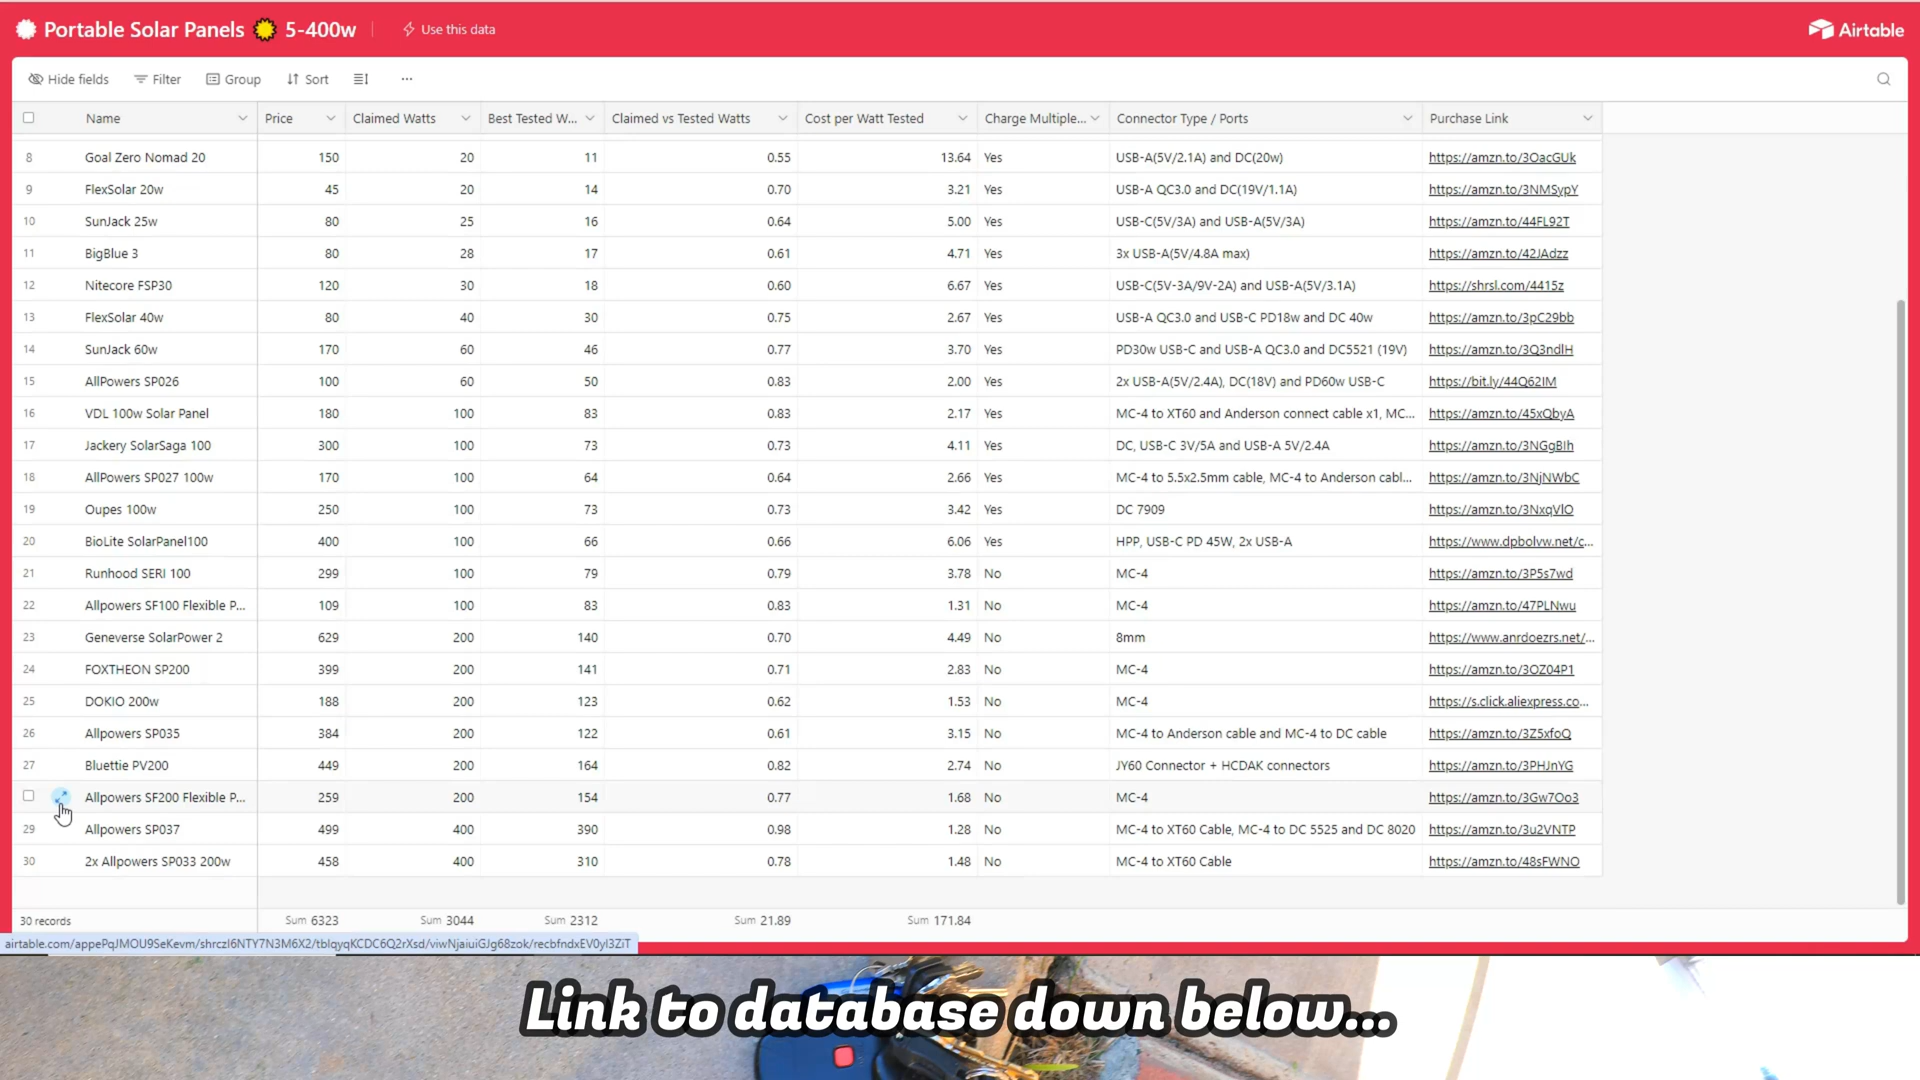 Portable Solar Panels 5-400w Use this data Airtable
Hide fields Filter Group Sort ...
Name Price Claimed Watts Best Tested W... Claimed vs Tested Watts Cost per Watt Tested Charge Multiple... Connector Type / Ports Purchase Link
8 Goal Zero Nomad 20 150 20 11 0.55 13.64 Yes USB-A(5V/2.1A) and DC(20w) https://amzn.to/3OacGUk
9 FlexSolar 20w 45 20 14 0.70 3.21 Yes USB-A QC3.0 and DC(19V/1.1A) https://amzn.to/3NMSypY
10 SunJack 25w 80 25 16 0.64 5.00 Yes USB-C(5V/3A) and USB-A(5V/3A) https://amzn.to/44FL92T
11 BigBlue 3 80 28 17 0.61 4.71 Yes 3x USB-A(5V/4.8A max) https://amzn.to/42JAdzz
12 Nitecore FSP30 120 30 18 0.60 6.67 Yes USB-C(5V-3A/9V-2A) and USB-A(5V/3.1A) https://shrsl.com/4415z
13 FlexSolar 40w 80 40 30 0.75 2.67 Yes USB-A QC3.0 and USB-C PD18w and DC 40w https://amzn.to/3pC29bb
14 SunJack 60w 170 60 46 0.77 3.70 Yes PD30w USB-C and USB-A QC3.0 and DC5521 (19V) https://amzn.to/3Q3ndlH
15 AllPowers SP026 100 60 50 0.83 2.00 Yes 2x USB-A(5V/2.4A), DC(18V) and PD60w USB-C https://bit.ly/44Q62IM
16 VDL 100w Solar Panel 180 100 83 0.83 2.17 Yes MC-4 to XT60 and Anderson connect cable x1, MC... https://amzn.to/45xQbyA
17 Jackery SolarSaga 100 300 100 73 0.73 4.11 Yes DC, USB-C 3V/5A and USB-A 5V/2.4A https://amzn.to/3NGgBIh
18 AllPowers SP027 100w 170 100 64 0.64 2.66 Yes MC-4 to 5.5x2.5mm cable, MC-4 to Anderson cabl... https://amzn.to/3NjNWbC
19 Oupes 100w 250 100 73 0.73 3.42 Yes DC 7909 https://amzn.to/3NxqVlO
20 BioLite SolarPanel100 400 100 66 0.66 6.06 Yes HPP, USB-C PD 45W, 2x USB-A https://www.dpbolvw.net/c...
21 Runhood SERI 100 299 100 79 0.79 3.78 No MC-4 https://amzn.to/3P5s7wd
22 Allpowers SF100 Flexible P... 109 100 83 0.83 1.31 No MC-4 https://amzn.to/47PLNwu
23 Geneverse SolarPower 2 629 200 140 0.70 4.49 No 8mm https://www.anrdoezrs.net/...
24 FOXTHEON SP200 399 200 141 0.71 2.83 No MC-4 https://amzn.to/3OZ04P1
25 DOKIO 200w 188 200 123 0.62 1.53 No MC-4 https://s.click.aliexpress.co...
26 Allpowers SP035 384 200 122 0.61 3.15 No MC-4 to Anderson cable and MC-4 to DC cable https://amzn.to/3Z5xfoQ
27 Bluettie PV200 449 200 164 0.82 2.74 No JY60 Connector + HCDAK connectors https://amzn.to/3PHJnYG
Allpowers SF200 Flexible P... 259 200 154 0.77 1.68 No MC-4 https://amzn.to/3Gw7Oo3
29 Allpowers SP037 499 400 390 0.98 1.28 No MC-4 to XT60 Cable, MC-4 to DC 5525 and DC 8020 https://amzn.to/3u2VNTP
30 2x Allpowers SP033 200w 458 400 310 0.78 1.48 No MC-4 to XT60 Cable https://amzn.to/48sFWNO
30 records Sum 6323 Sum 3044 Sum 2312 Sum 21.89 Sum 171.84
airtable.com/appePqJMOU9SeKevm/shrczl6NTY7N3M6X2/tblqyqKCDC6Q2rXsd/viwNjaiuiGJg68zok/recbfndxEV0yl3ZiT
Link to database down below...